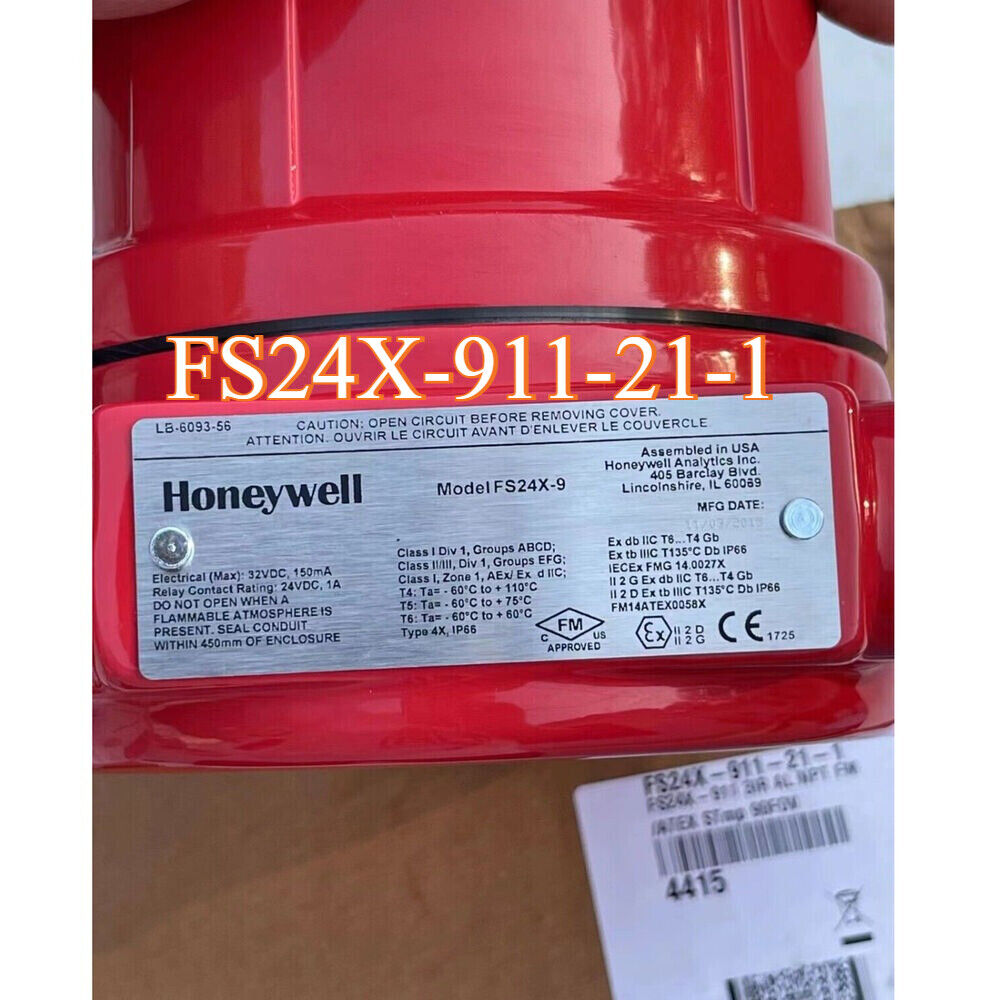 FS24X-911-21-1
LB-6093-56
CAUTION: OPEN CIRCUIT BEFORE REMOVING COVER.
ATTENTION. OUVRIR LE CIRCUIT AVANT D'ENLEVER LE COUVERCLE
Honeywell
Model FS24X-9
Assembled in USA
Honeywell Analytics Inc.
405 Barclay Blvd.
Lincolnshire, IL 60069
MFG DATE:
Electrical (Max): 32VDC, 150mA
Relay Contact Rating: 24VDC, 1A
DO NOT OPEN WHEN A
FLAMMABLE ATMOSPHERE IS
PRESENT. SEAL CONDUIT
WITHIN 450mm OF ENCLOSURE
Class I Div 1, Groups ABCD;
Class II/III, Div 1, Groups EFG;
Class I, Zone 1, AEx/ Ex d IIC;
T4: Ta= - 60°C to + 110°C
T5: Ta= - 60°C to + 75°C
T6: Ta= - 60°C to + 60°C
Type 4X, IP66
C FM US
APPROVED
Ex db IIC T6...T4 Gb
Ex tb IIIC T135°C Db IP66
IECEx FMG 14.0027X
II 2 G Ex db IIC T6...T4 Gb
II 2 D Ex tb IIIC T135°C Db IP66
FM14ATEX0058X
Ex II 2 D
II 2 G
CE 1725
FS24X-911-21-1
FS24X-911 3IR AL NPT FM
4415